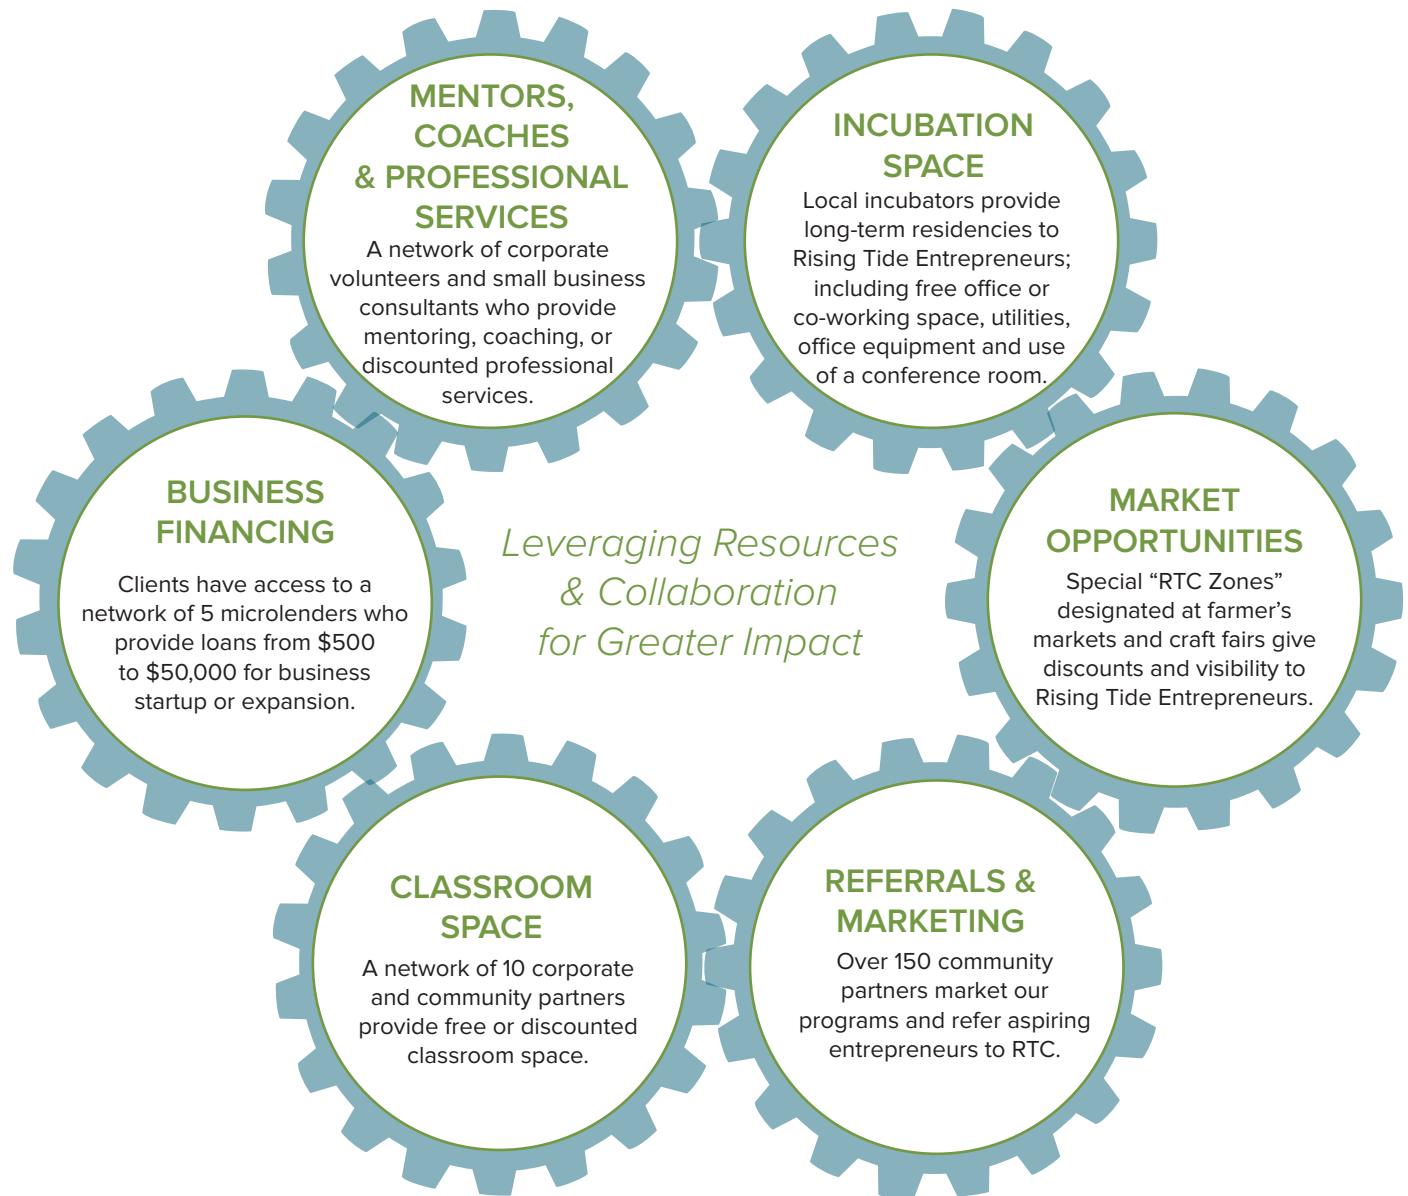 MENTORS,
COACHES
& PROFESSIONAL
SERVICES
A network of corporate
volunteers and small business
consultants who provide
mentoring, coaching, or
discounted professional
services.
INCUBATION
SPACE
Local incubators provide
long-term residencies to
Rising Tide Entrepreneurs;
including free office or
co-working space, utilities,
office equipment and use
of a conference room.
BUSINESS
FINANCING
Clients have access to a
network of 5 microlenders who
provide loans from $500
to $50,000 for business
startup or expansion.
Leveraging Resources
& Collaboration
for Greater Impact
MARKET
OPPORTUNITIES
Special “RTC Zones”
designated at farmer’s
markets and craft fairs give
discounts and visibility to
Rising Tide Entrepreneurs.
CLASSROOM
SPACE
A network of 10 corporate
and community partners
provide free or discounted
classroom space.
REFERRALS &
MARKETING
Over 150 community
partners market our
programs and refer aspiring
entrepreneurs to RTC.